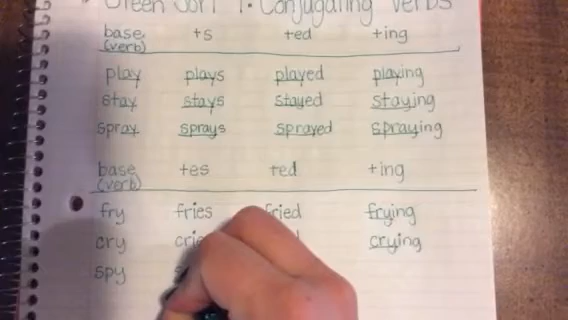 Green Sort 1: Conjugating Verbs
base (verb) +s +ed +ing
play plays played playing
stay stays stayed staying
spray sprays sprayed spraying
base (verb) +es +ed +ing
fry fries fried frying
cry crying
spy